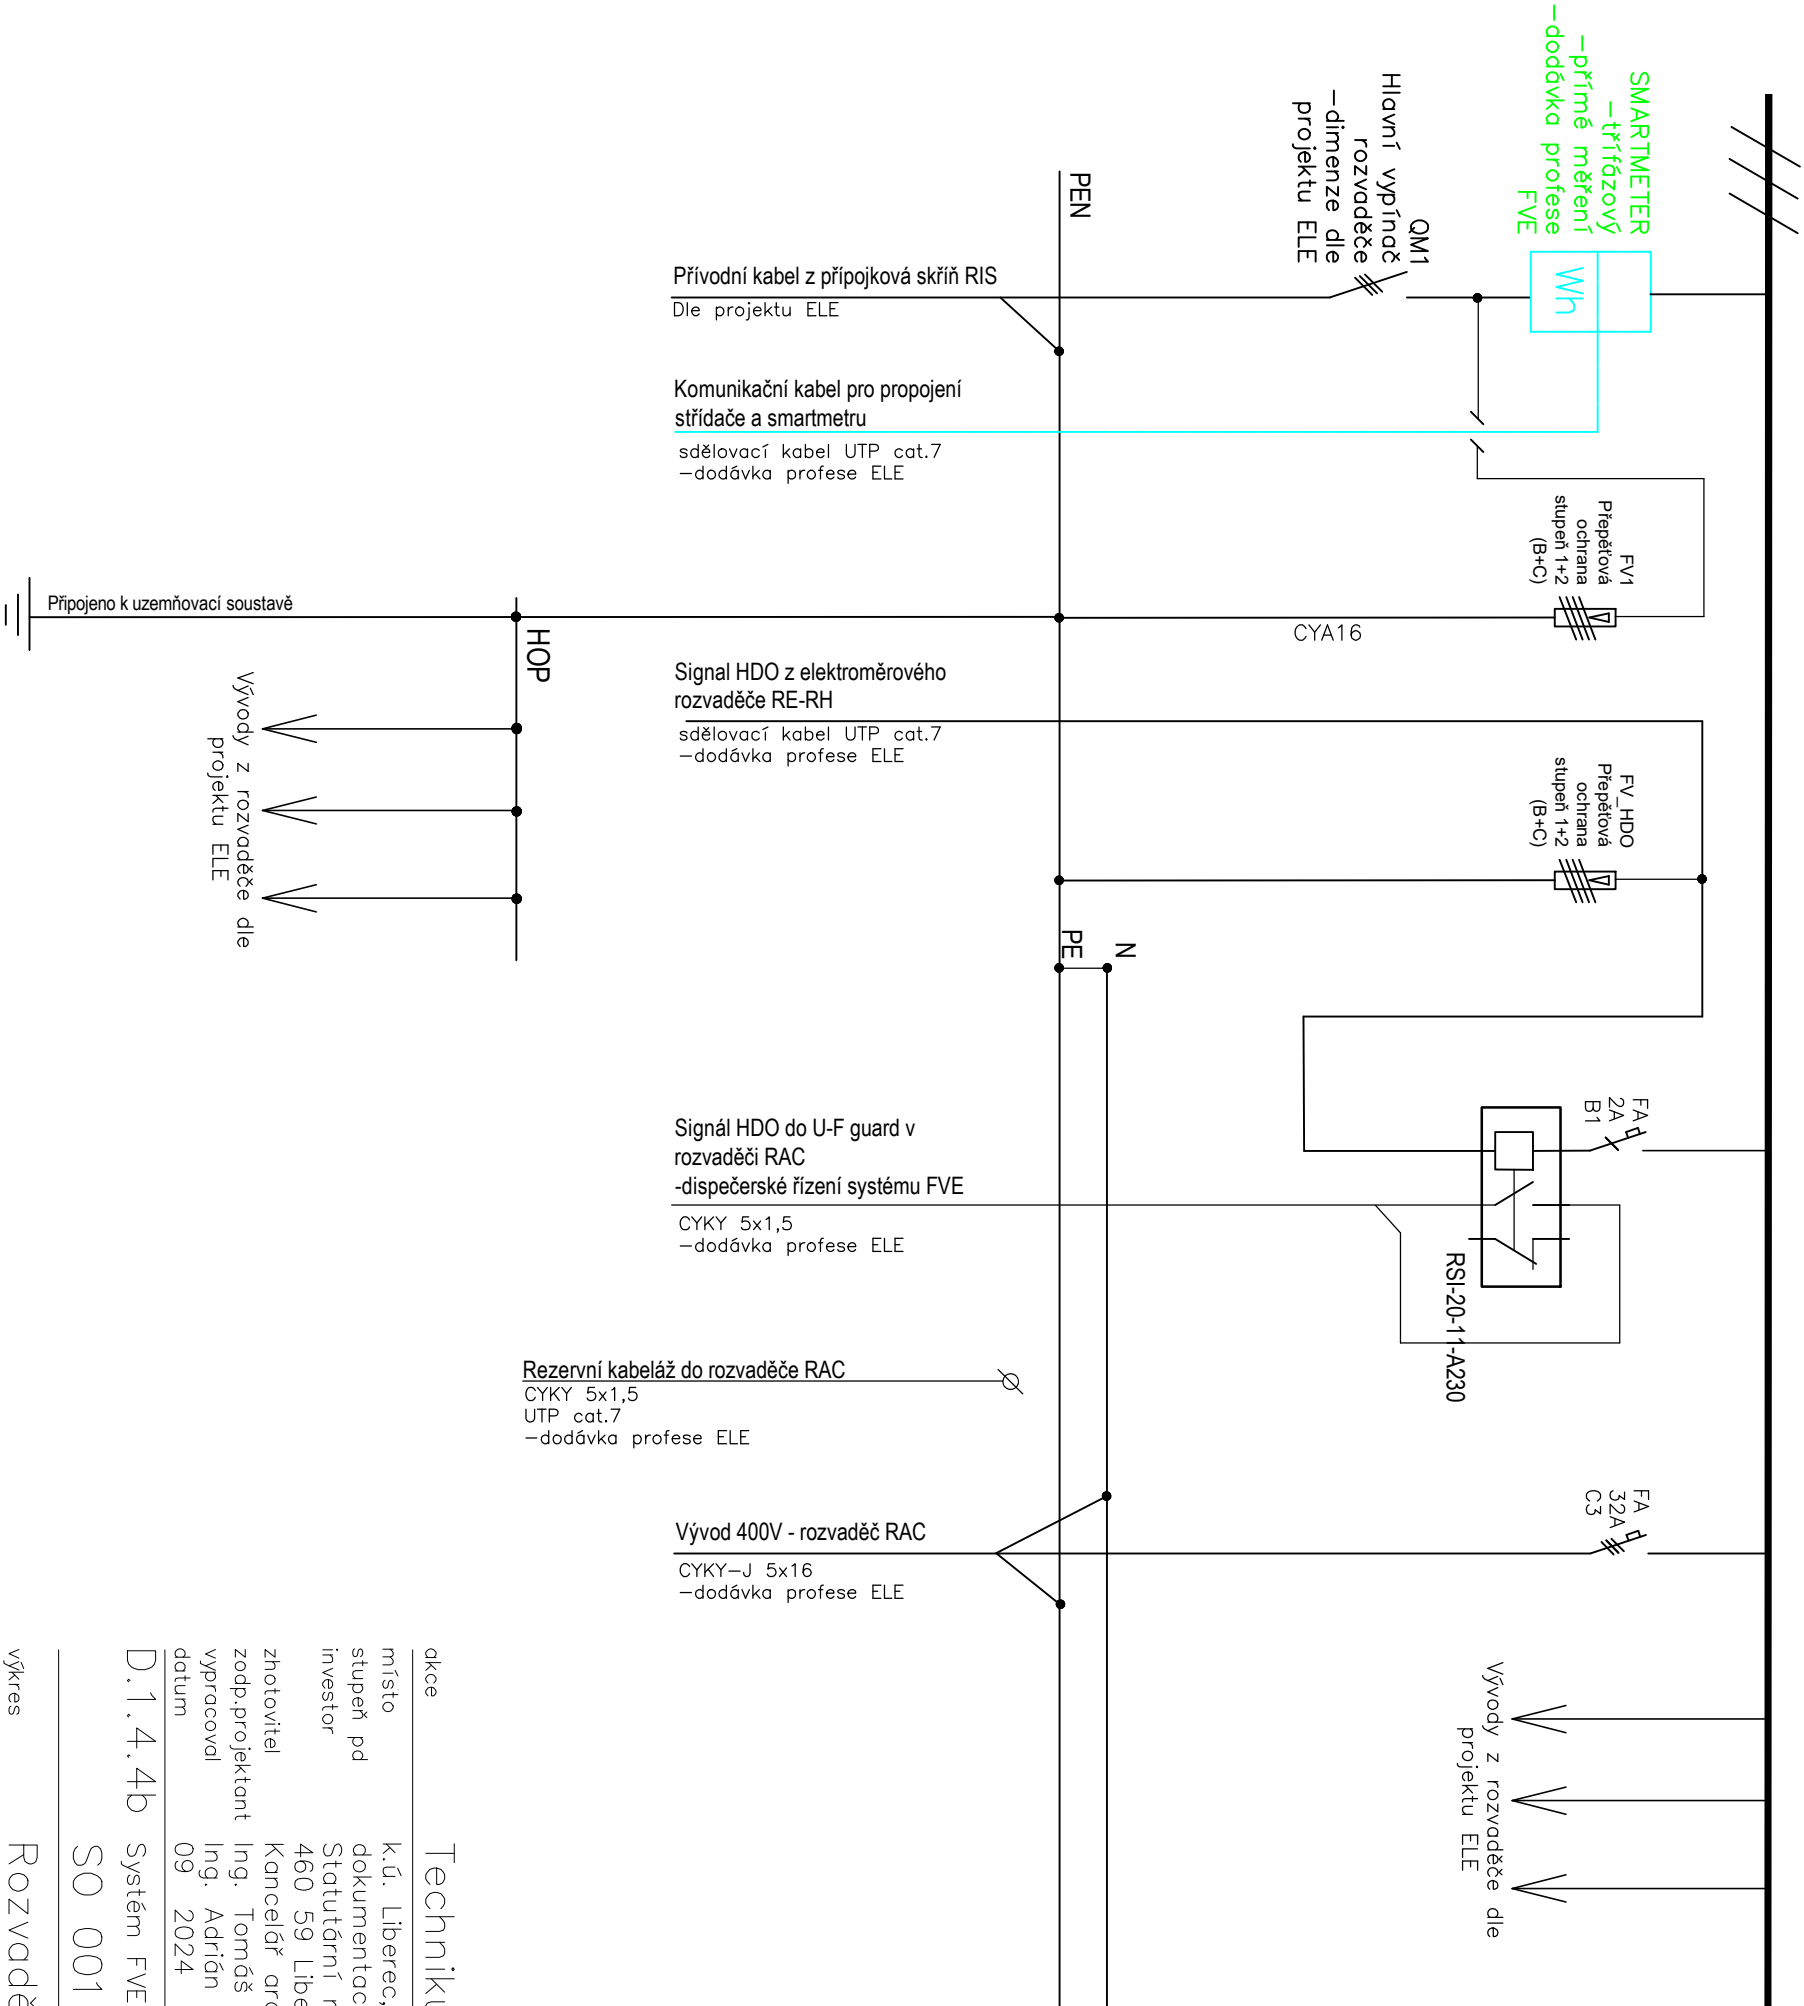 SMARTMETER
-třífázový
-přímé měření
-dodávka profese
FVE
Wh
QM1
Hlavní vypínač
rozvaděče
-dimenze dle
projektu ELE
PEN
Přívodní kabel z přípojková skříň RIS
Dle projektu ELE
Komunikační kabel pro propojení
střídače a smartmetru
sdělovací kabel UTP cat.7
-dodávka profese ELE
FV1
Přepěťová
ochrana
stupeň 1+2
(B+C)
CYA16
Připojeno k uzemňovací soustavě
HOP
Vývody z rozvaděče dle
projektu ELE
Signal HDO z elektroměrového
rozvaděče RE-RH
sdělovací kabel UTP cat.7
-dodávka profese ELE
FV_HDO
Přepěťová
ochrana
stupeň 1+2
(B+C)
PE
N
FA
2A
B1
RSI-20-11-A230
Signál HDO do U-F guard v
rozvaděči RAC
-dispečerské řízení systému FVE
CYKY 5x1,5
-dodávka profese ELE
Rezervní kabeláž do rozvaděče RAC
CYKY 5x1,5
UTP cat.7
-dodávka profese ELE
FA
32A
C3
Vývod 400V - rozvaděč RAC
CYKY-J 5x16
-dodávka profese ELE
Vývody z rozvaděče dle
projektu ELE
akce
místo k.ú. Liberec,
stupeň pd
investor Statutární
460 59
zhotovitel Kancelář
zodp.projektant Ing. Tomáš
vypracoval Ing. Adrián
datum 09 2024
D.1.4.4b Systém FVE
SO 001
výkres